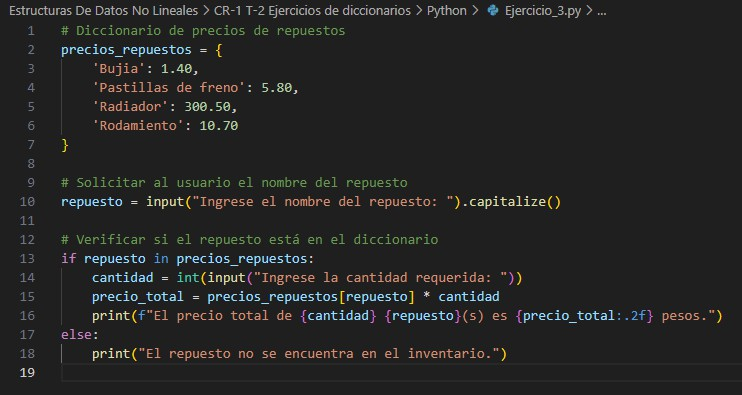 Estructuras De Datos No Lineales > CR-1 T-2 Ejercicios de diccionarios > Python > Ejercicio_3.py > ...
1 # Diccionario de precios de repuestos
2 precios_repuestos = {
3     'Bujia': 1.40,
4     'Pastillas de freno': 5.80,
5     'Radiador': 300.50,
6     'Rodamiento': 10.70
7 }
8
9 # Solicitar al usuario el nombre del repuesto
10 repuesto = input("Ingrese el nombre del repuesto: ").capitalize()
11
12 # Verificar si el repuesto está en el diccionario
13 if repuesto in precios_repuestos:
14     cantidad = int(input("Ingrese la cantidad requerida: "))
15     precio_total = precios_repuestos[repuesto] * cantidad
16     print(f"El precio total de {cantidad} {repuesto}(s) es {precio_total:.2f} pesos.")
17 else:
18     print("El repuesto no se encuentra en el inventario.")
19